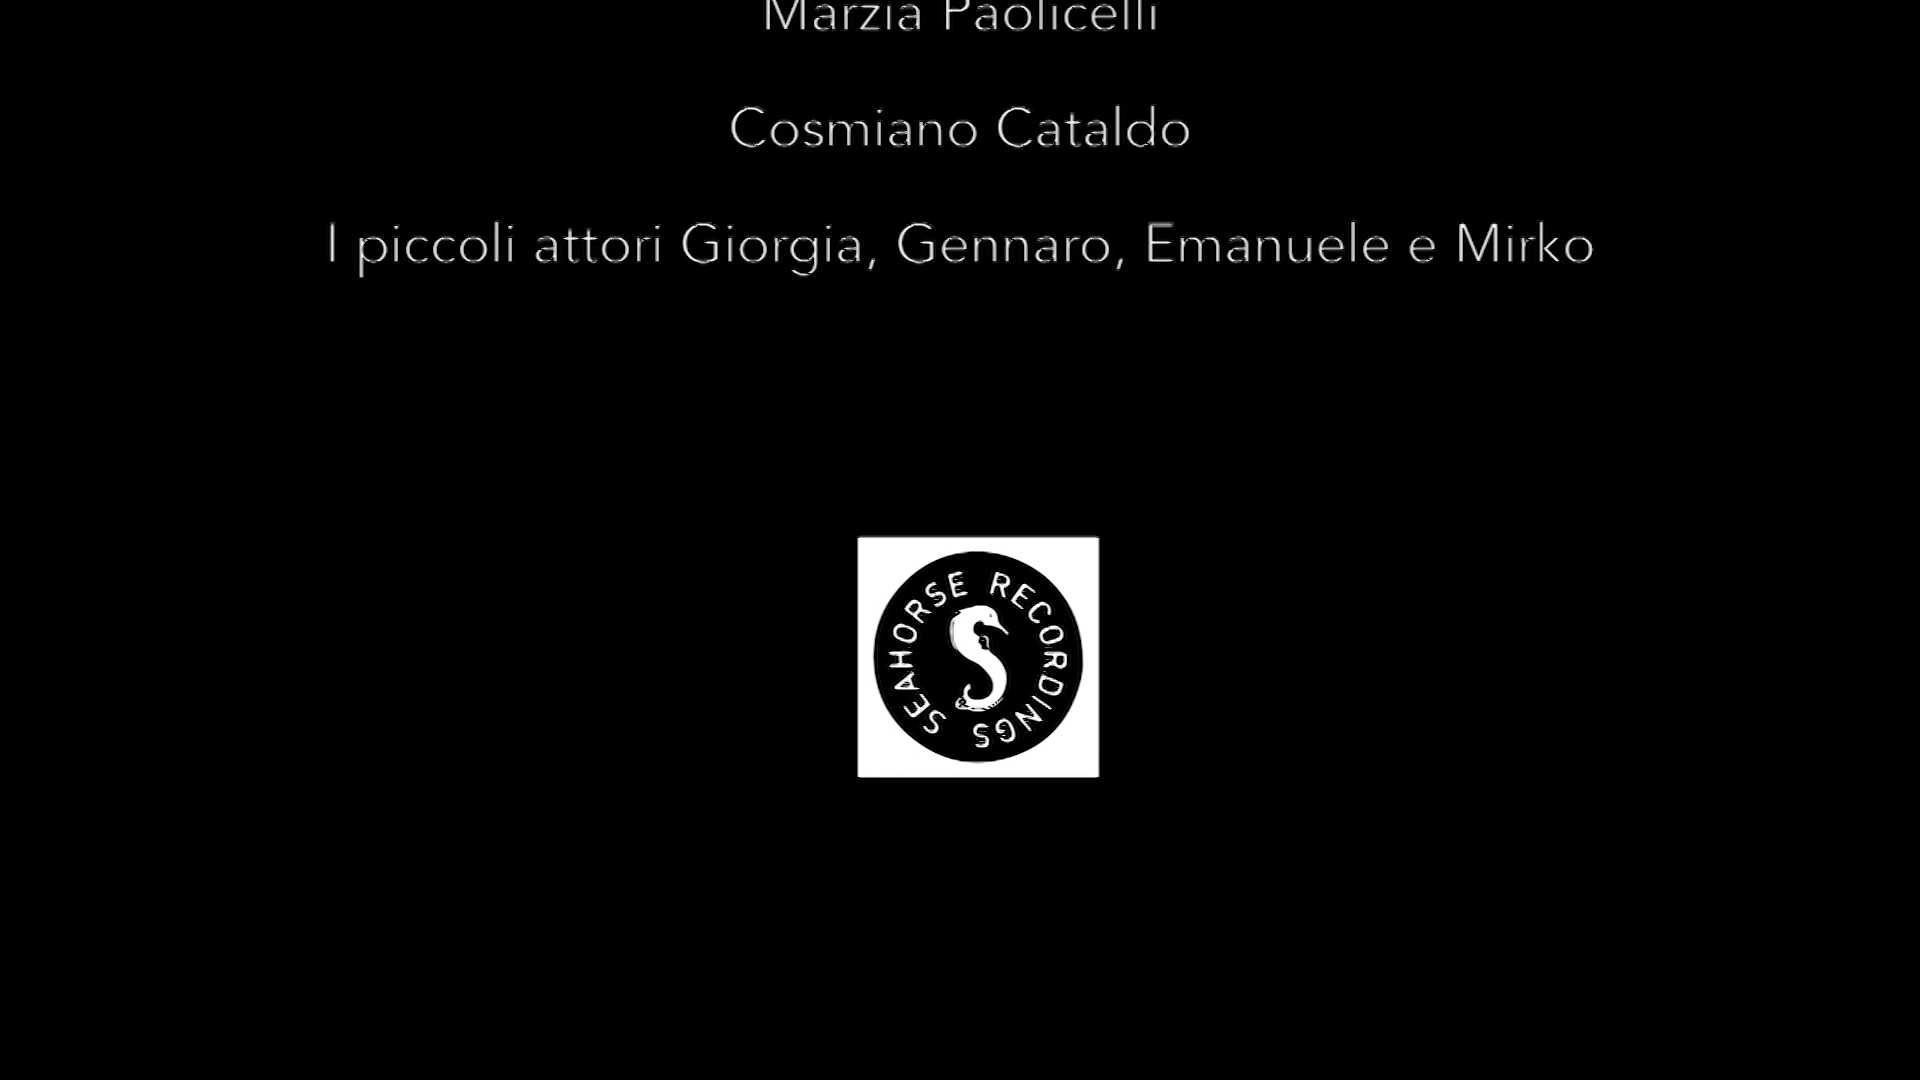 Marzia Paolicelli
Cosmiano Cataldo
I piccoli attori Giorgia, Gennaro, Emanuele e Mirko
SEAHORSE RECORDINGS